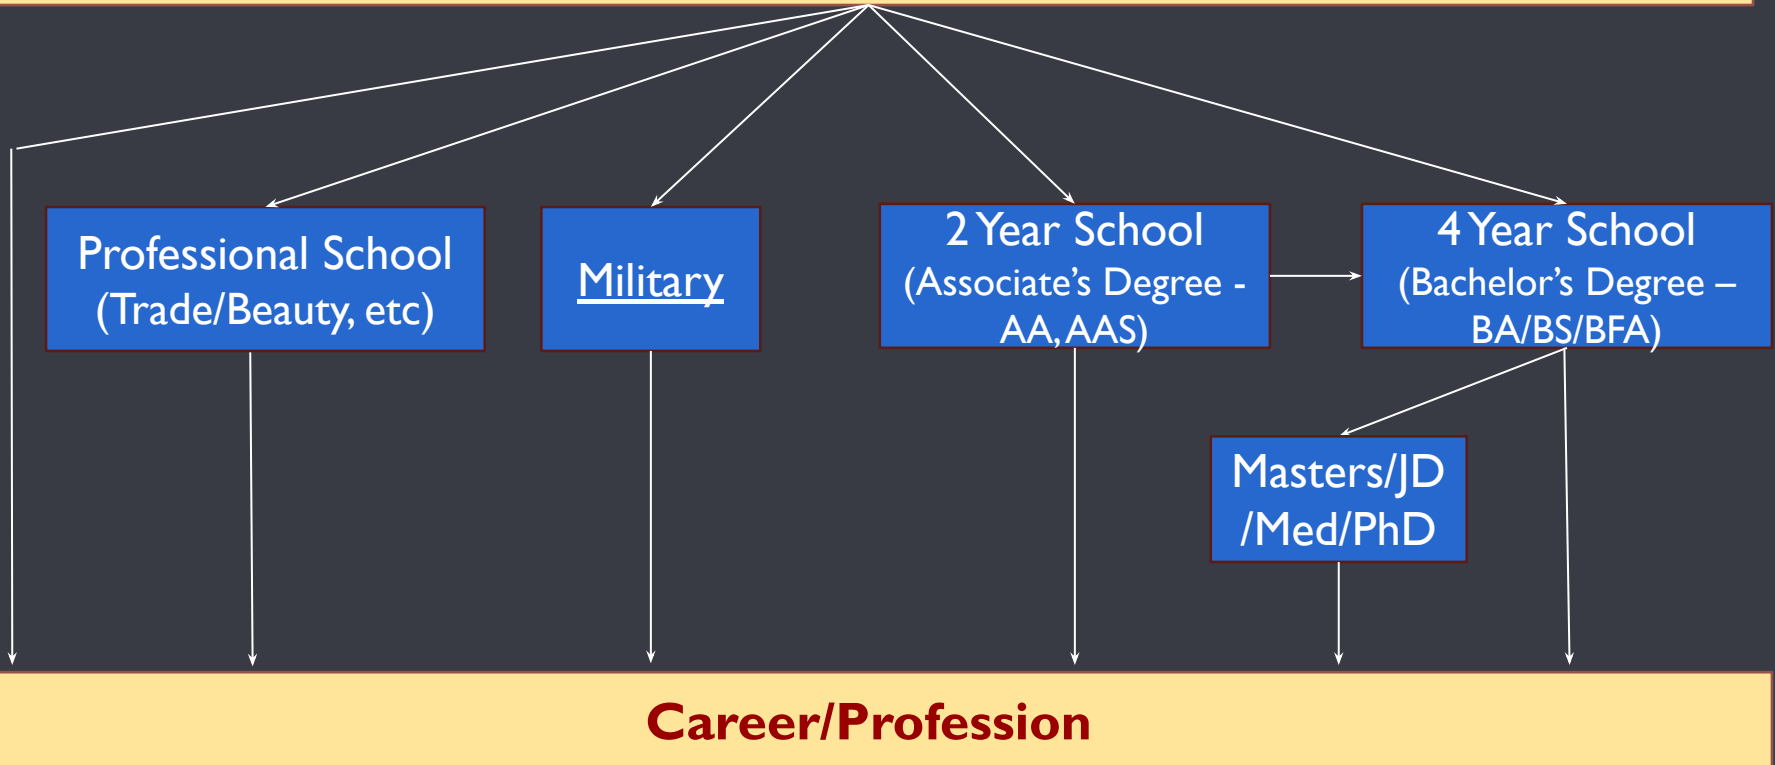 Professional School
(Trade/Beauty, etc)
Military
2 Year School
(Associate’s Degree -
AA, AAS)
4 Year School
(Bachelor’s Degree –
BA/BS/BFA)
Masters/JD
/Med/PhD
Career/Profession